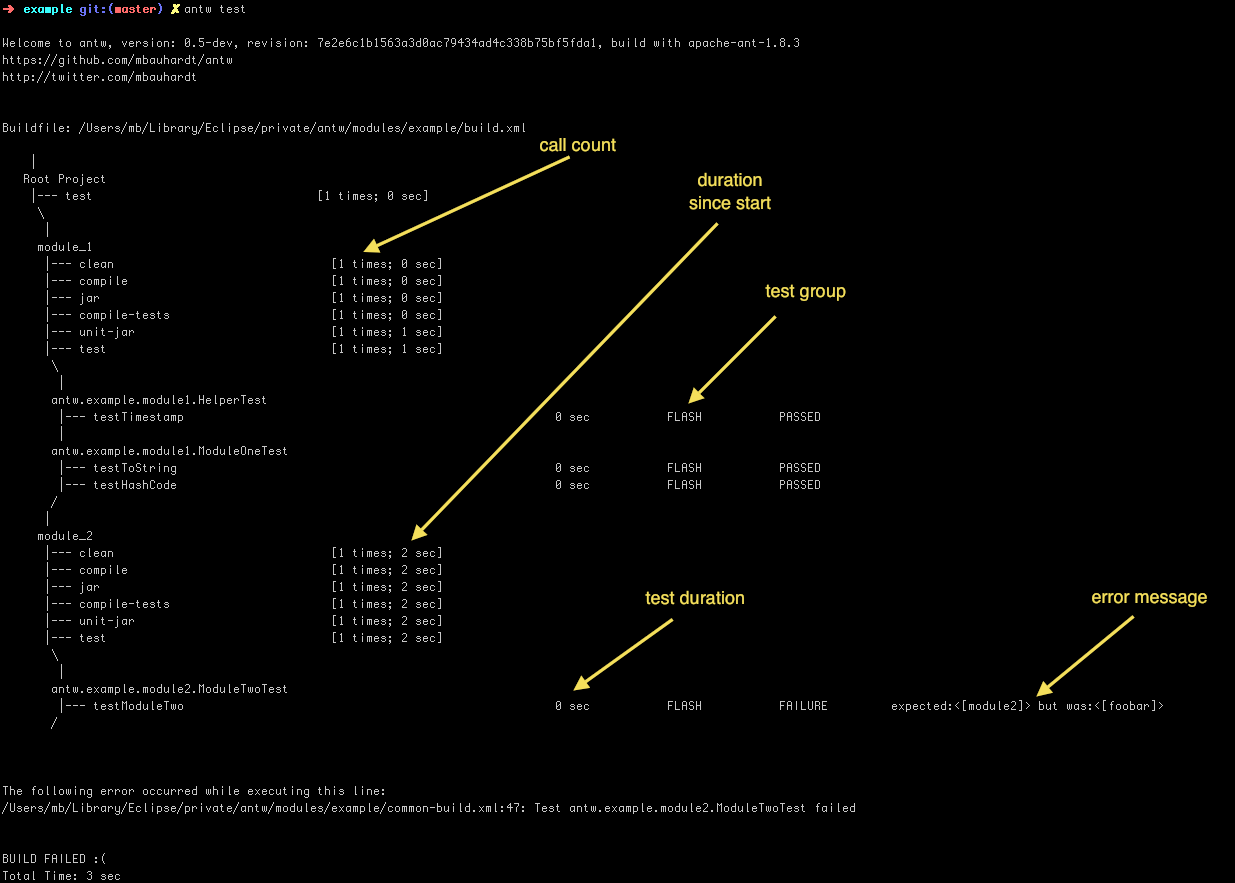 ➜ example git:(master) ✗ antw test
Welcome to antw, version: 0.5-dev, revision: 7e2e6c1b1563a3d0ac79434ad4c338b75bf5fda1, build with apache-ant-1.8.3
https://github.com/mbauhardt/antw
http://twitter.com/mbauhardt
Buildfile: /Users/mb/Library/Eclipse/private/antw/modules/example/build.xml
call count
|
Root Project
duration
since start
|--- test [1 times; 0 sec]
\
|
module_1
|--- clean [1 times; 0 sec]
|--- compile [1 times; 0 sec]
test group
|--- jar [1 times; 0 sec]
|--- compile-tests [1 times; 0 sec]
|--- unit-jar [1 times; 1 sec]
|--- test [1 times; 1 sec]
\
|
antw.example.module1.HelperTest
|--- testTimestamp 0 sec FLASH PASSED
|
antw.example.module1.ModuleOneTest
|--- testToString 0 sec FLASH PASSED
|--- testHashCode 0 sec FLASH PASSED
/
|
module_2
|--- clean [1 times; 2 sec]
|--- compile [1 times; 2 sec]
|--- jar [1 times; 2 sec]
|--- compile-tests [1 times; 2 sec]
test duration
error message
|--- unit-jar [1 times; 2 sec]
|--- test [1 times; 2 sec]
\
|
antw.example.module2.ModuleTwoTest
|--- testModuleTwo 0 sec FLASH FAILURE expected:<[module2]> but was:<[foobar]>
/
The following error occurred while executing this line:
/Users/mb/Library/Eclipse/private/antw/modules/example/common-build.xml:47: Test antw.example.module2.ModuleTwoTest failed
BUILD FAILED :(
Total Time: 3 sec